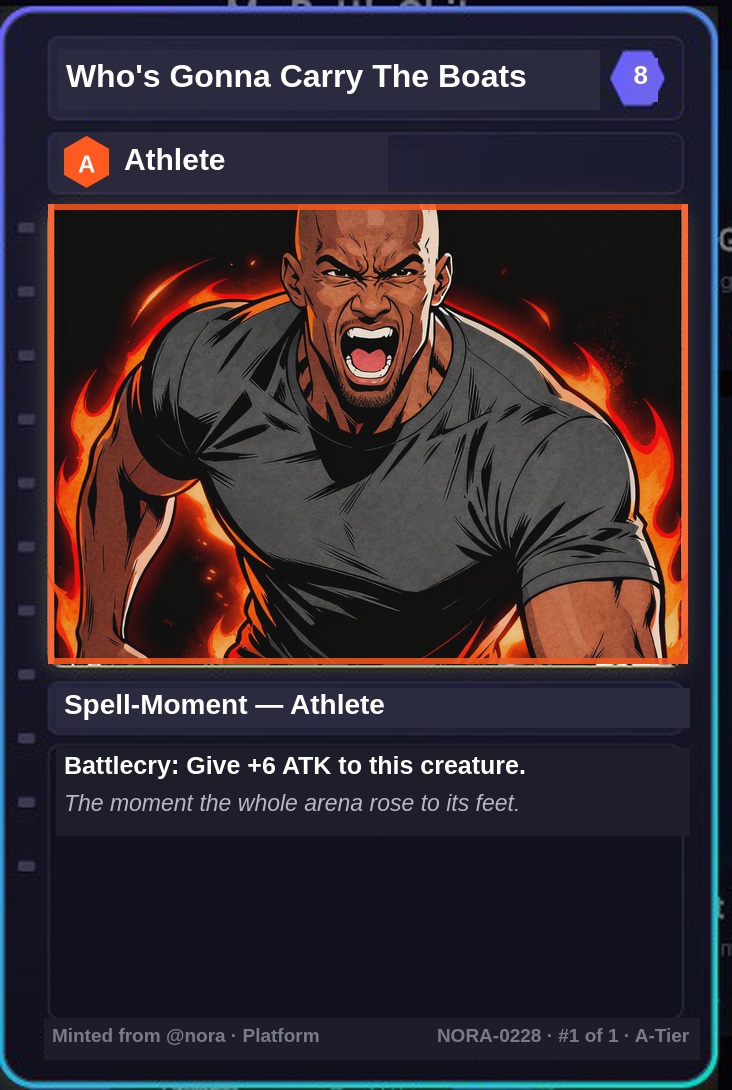 Who's Gonna Carry The Boats
8
A
Athlete
Spell-Moment — Athlete
Battlecry: Give +6 ATK to this creature.
The moment the whole arena rose to its feet.
Minted from @nora · Platform
NORA-0228 · #1 of 1 · A-Tier